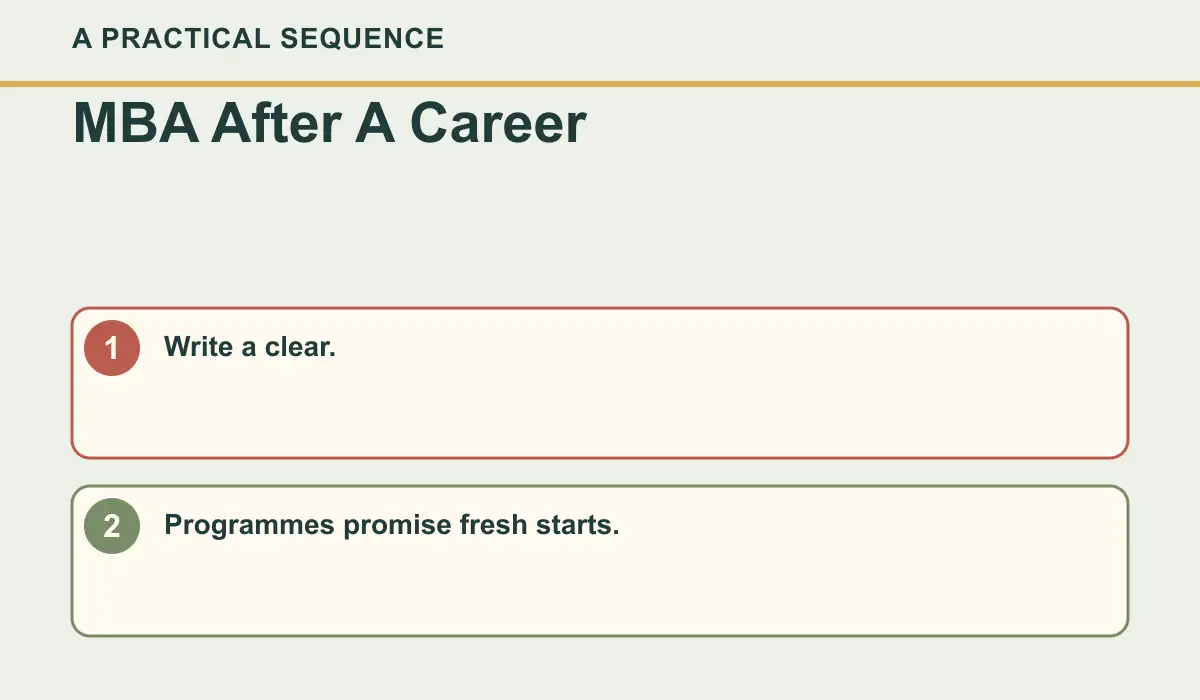 A PRACTICAL SEQUENCE
MBA After A Career
1 Write a clear.
2 Programmes promise fresh starts.